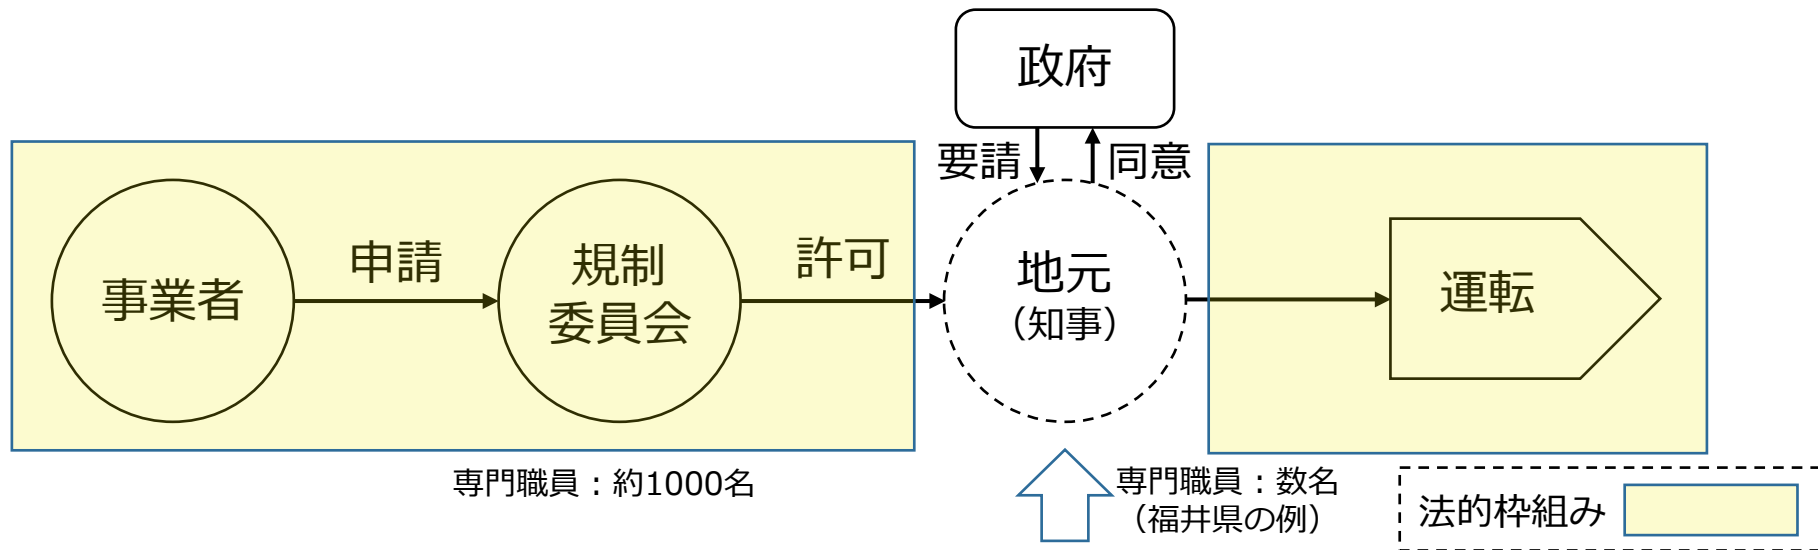 政府
要請
同意
事業者
申請
規制
委員会
許可
地元
（知事）
運転
専門職員：約1000名
専門職員：数名
（福井県の例）
法的枠組み